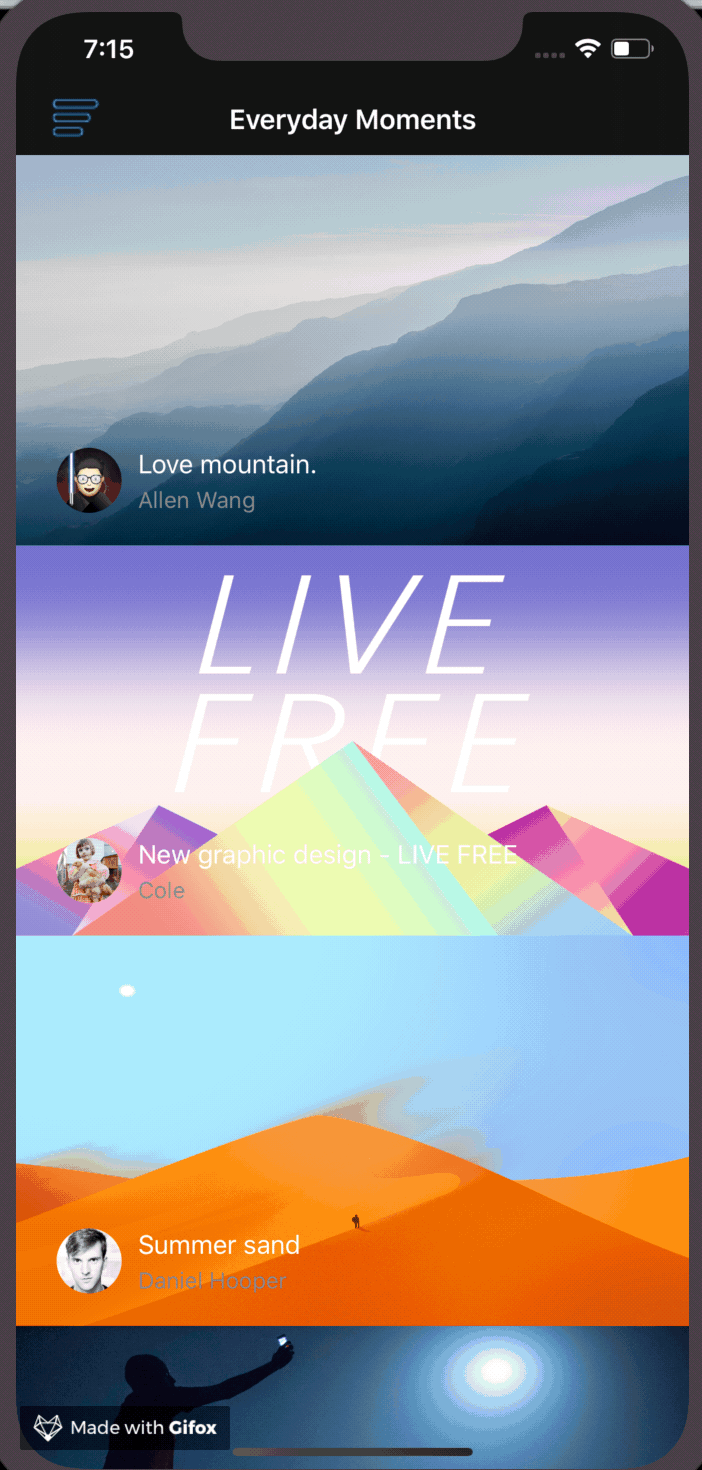 7:15
Everyday Moments
Love mountain.
Allen Wang
LIVE
FREE
New graphic design - LIVE FREE
Cole
Summer sand
Daniel Hooper
Made with Gifox